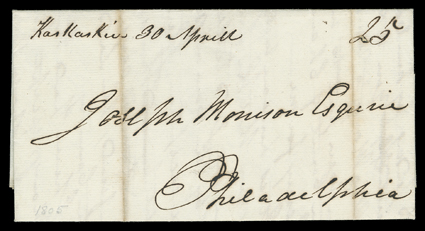 Kaskaskia 30 Aprill 25
Joseph Morrison Esquire
Philadelphia
1805